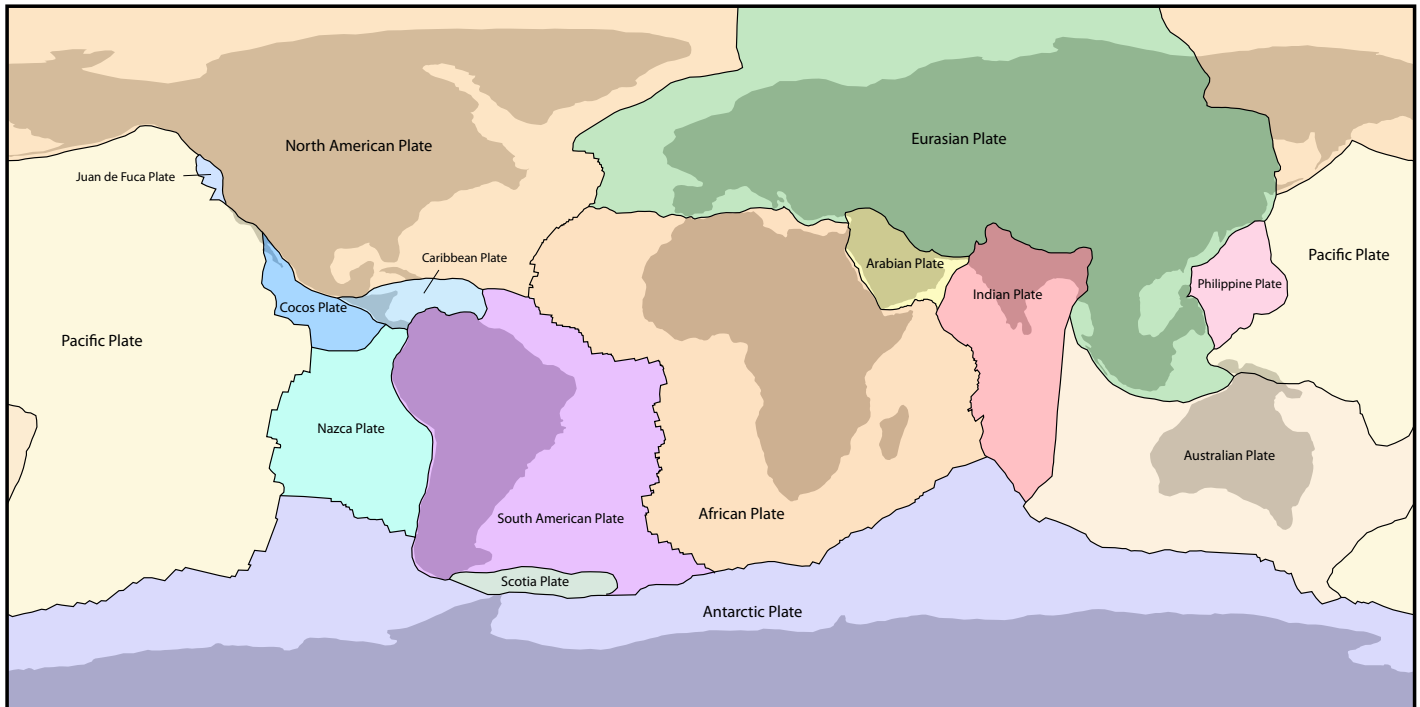 Eurasian Plate
North American Plate
Juan de Fuca Plate
Caribbean Plate
Pacific Plate
Arabian Plate
Philippine Plate
Indian Plate
Cocos Plate
Pacific Plate
Nazca Plate
Australian Plate
African Plate
South American Plate
Scotia Plate
Antarctic Plate